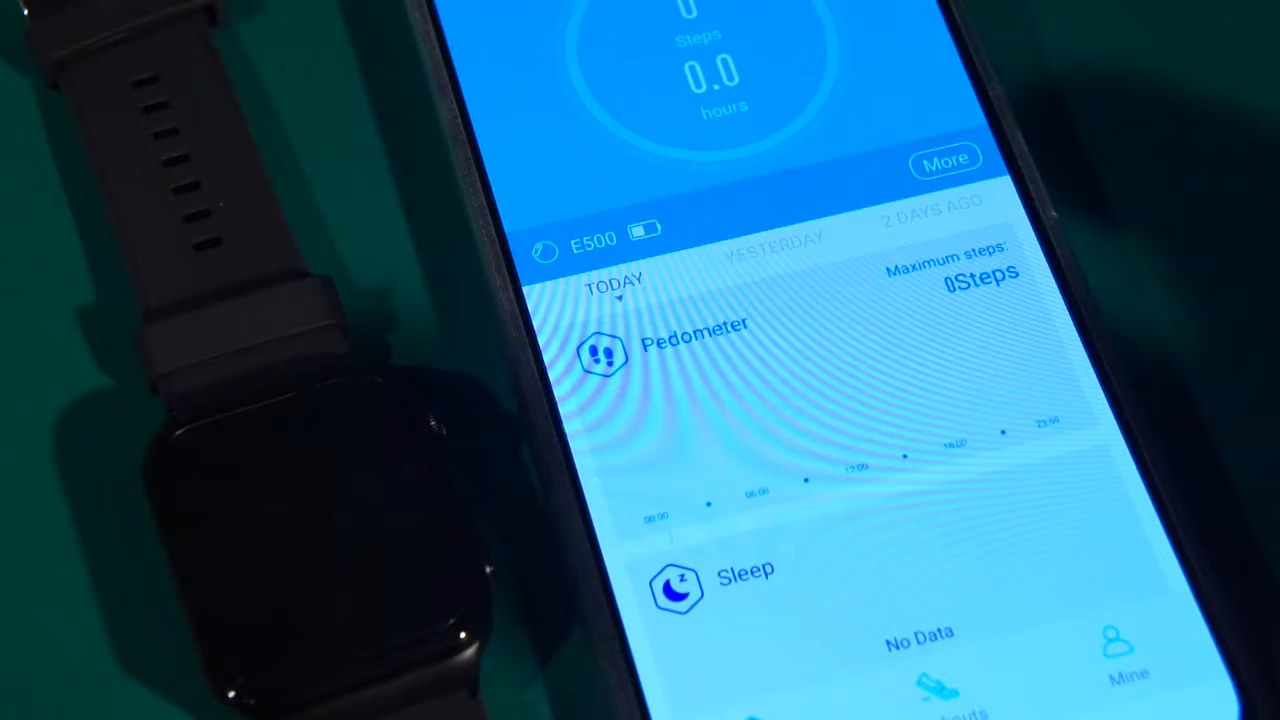 0
Steps
0.0
hours
More
E500
TODAY
YESTERDAY
2 DAYS AGO
Maximum steps:
0Steps
Pedometer
00:00
06:00
12:00
18:00
23:59
Sleep
No Data
Mine